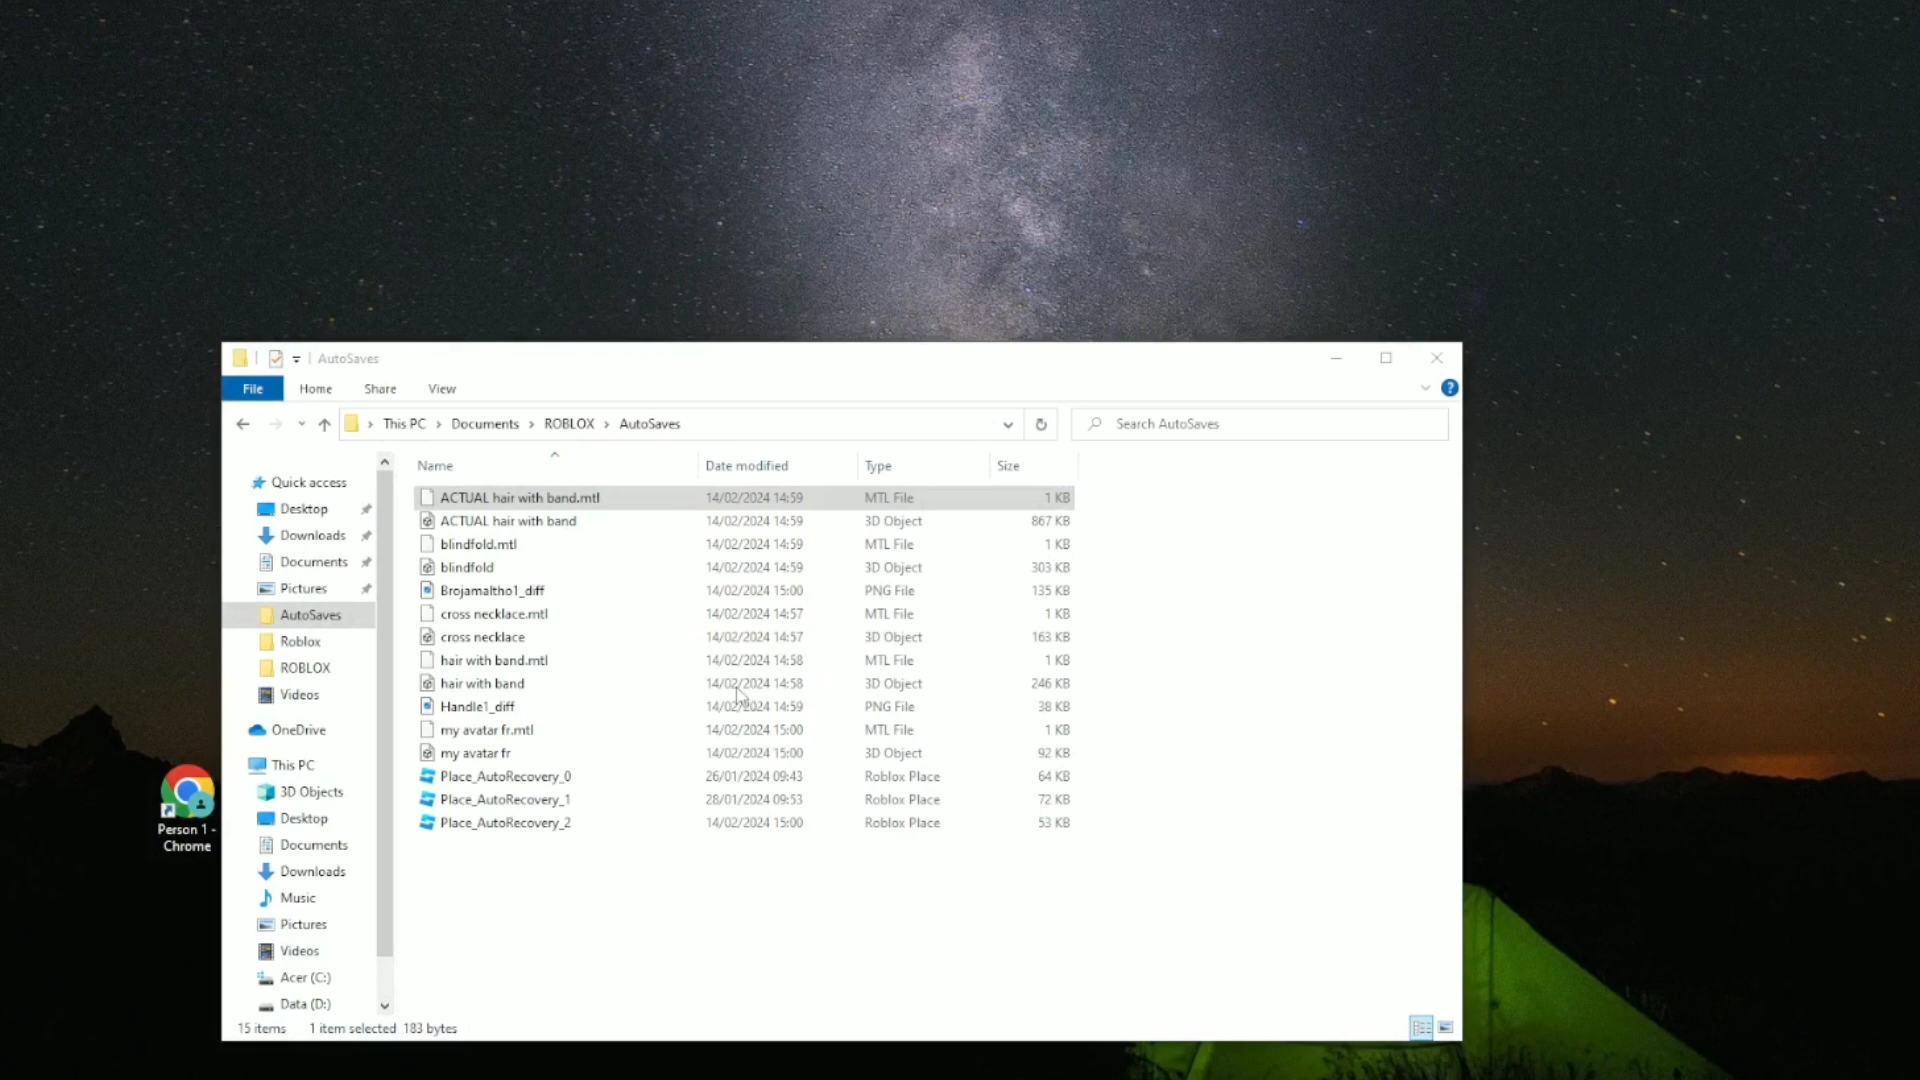 AutoSaves
File Home Share View
This PC > Documents > ROBLOX > AutoSaves
Search AutoSaves
Name Date modified Type Size
Quick access
Desktop
Downloads
Documents
Pictures
AutoSaves
Roblox
ROBLOX
Videos
OneDrive
This PC
3D Objects
Desktop
Documents
Downloads
Music
Pictures
Videos
Acer (C:)
Data (D:)
ACTUAL hair with band.mtl 14/02/2024 14:59 MTL File 1 KB
ACTUAL hair with band 14/02/2024 14:59 3D Object 867 KB
blindfold.mtl 14/02/2024 14:59 MTL File 1 KB
blindfold 14/02/2024 14:59 3D Object 303 KB
Brojamaltho1_diff 14/02/2024 15:00 PNG File 135 KB
cross necklace.mtl 14/02/2024 14:57 MTL File 1 KB
cross necklace 14/02/2024 14:57 3D Object 163 KB
hair with band.mtl 14/02/2024 14:58 MTL File 1 KB
hair with band 14/02/2024 14:58 3D Object 246 KB
Handle1_diff 14/02/2024 14:59 PNG File 38 KB
my avatar fr.mtl 14/02/2024 15:00 MTL File 1 KB
my avatar fr 14/02/2024 15:00 3D Object 92 KB
Place_AutoRecovery_0 26/01/2024 09:43 Roblox Place 64 KB
Place_AutoRecovery_1 28/01/2024 09:53 Roblox Place 72 KB
Place_AutoRecovery_2 14/02/2024 15:00 Roblox Place 53 KB
15 items 1 item selected 183 bytes
Person 1 -
Chrome